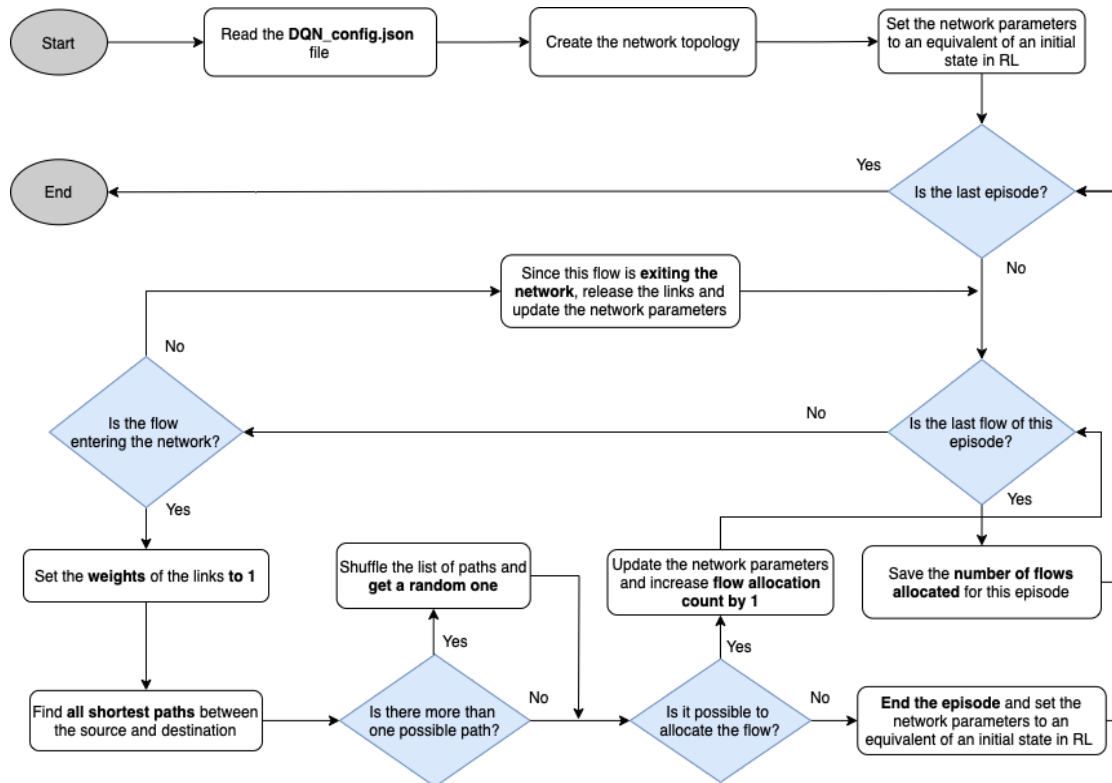 Start
Read the DQN_config.json
file
Create the network topology
Set the network parameters
to an equivalent of an initial
state in RL
Yes
End
Is the last episode?
No
Since this flow is exiting the
network, release the links and
update the network parameters
No
Is the flow
entering the network?
No
Is the last flow of this
episode?
Yes
Yes
Set the weights of the links to 1
Shuffle the list of paths and
get a random one
Update the network parameters
and increase flow allocation
count by 1
Save the number of flows
allocated for this episode
Yes
Yes
Find all shortest paths between
the source and destination
Is there more than
one possible path?
No
Is it possible to
allocate the flow?
No
End the episode and set the
network parameters to an
equivalent of an initial state in RL